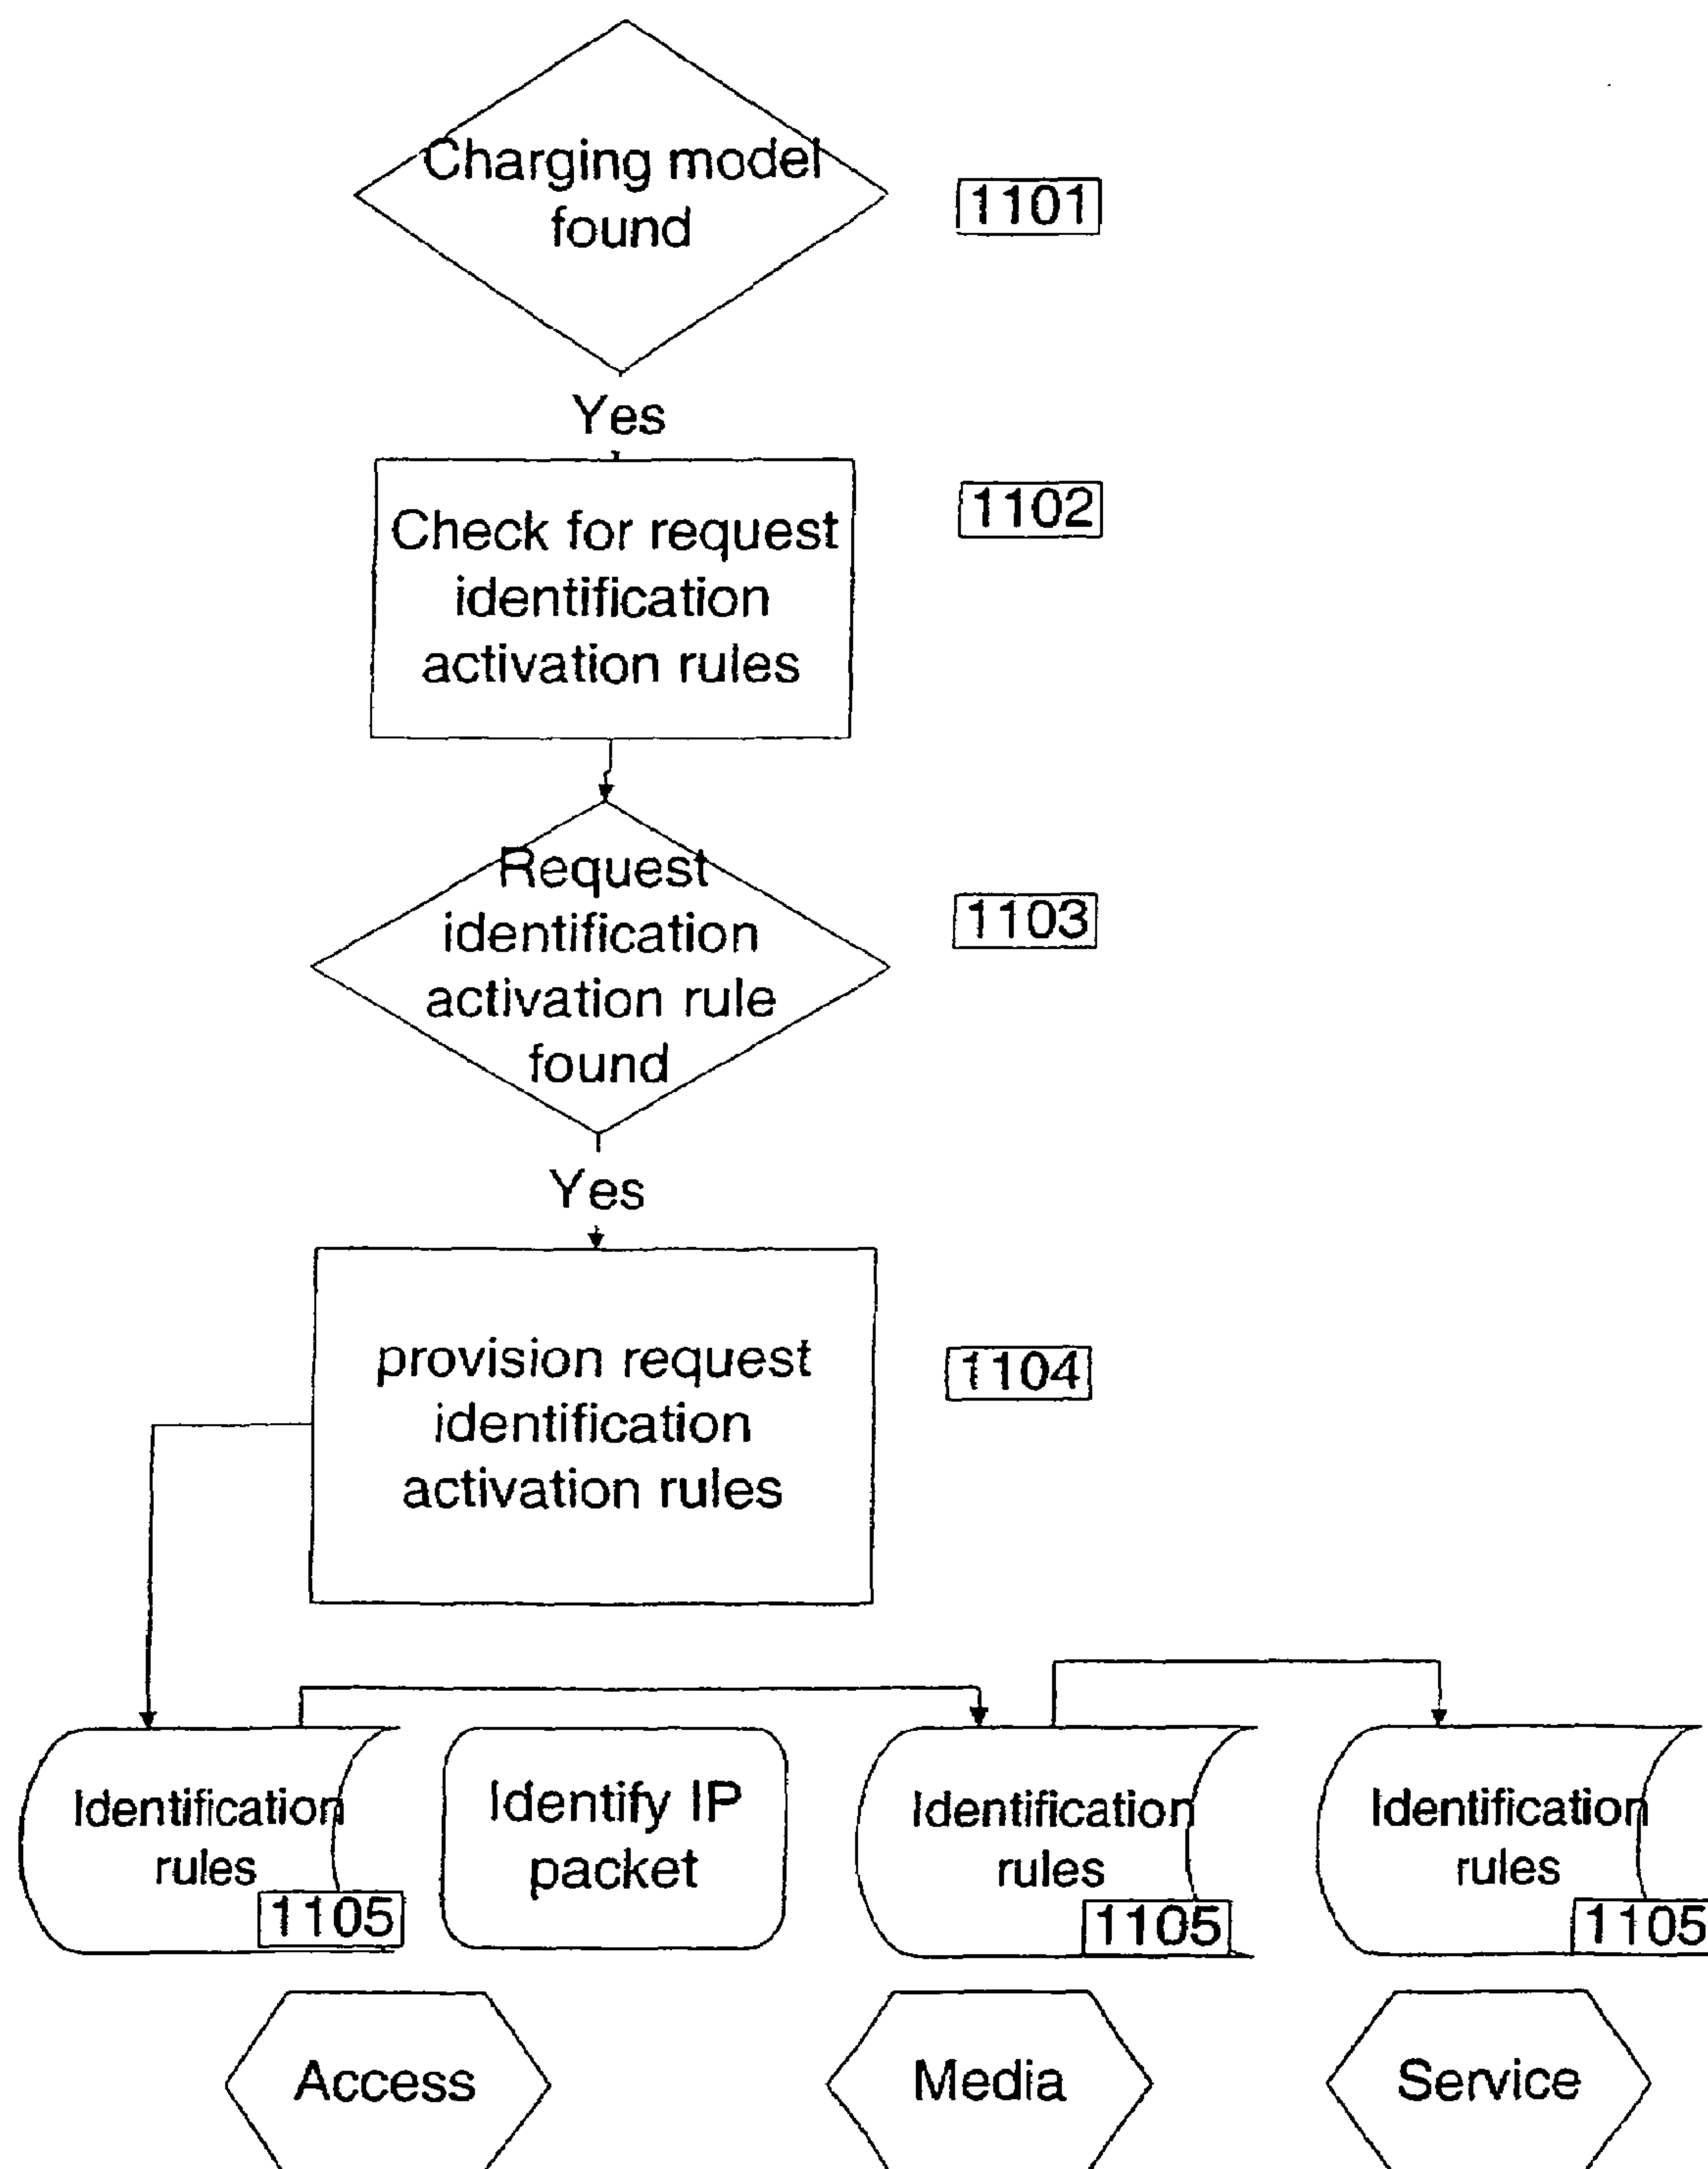 Charging model
found
1101
Yes
Check for request
identification
activation rules
1102
Request
identification
activation rule
found
1103
Yes
provision request
identification
activation rules
1104
Identification
rules
1105
Identify IP
packet
Identification
rules
1105
Identification
rules
1105
Access
Media
Service